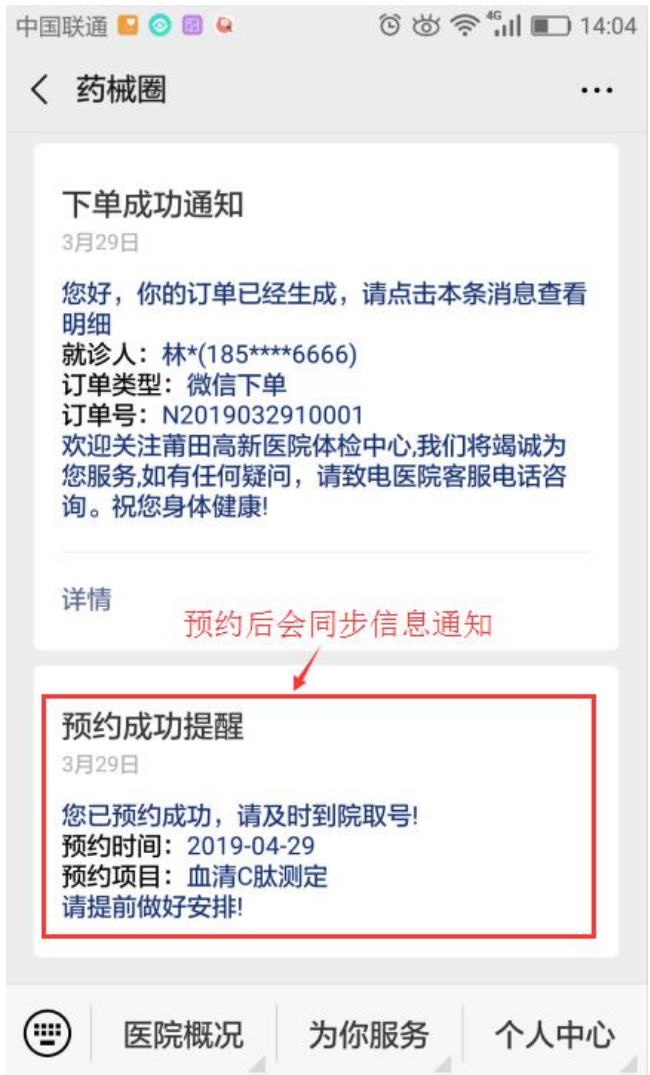 中国联通 4G 14:04
药械圈
下单成功通知
3月29日
您好，你的订单已经生成，请点击本条消息查看
明细
就诊人：林*(185****6666)
订单类型：微信下单
订单号：N2019032910001
欢迎关注莆田高新医院体检中心,我们将竭诚为
您服务,如有任何疑问，请致电医院客服电话咨
询。祝您身体健康!
详情
预约后会同步信息通知
预约成功提醒
3月29日
您已预约成功，请及时到院取号!
预约时间：2019-04-29
预约项目：血清C肽测定
请提前做好安排!
医院概况 为你服务 个人中心